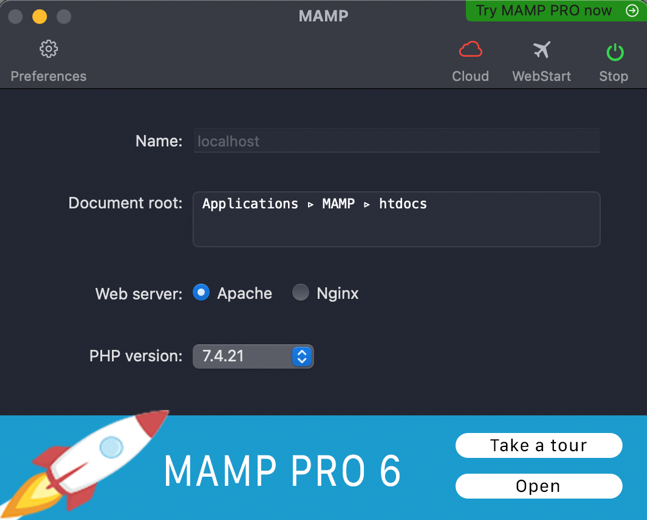 MAMP
Try MAMP PRO now
Preferences
Cloud
WebStart
Stop
Name: localhost
Document root: Applications ▹ MAMP ▹ htdocs
Web server: Apache Nginx
PHP version: 7.4.21
MAMP PRO 6
Take a tour
Open